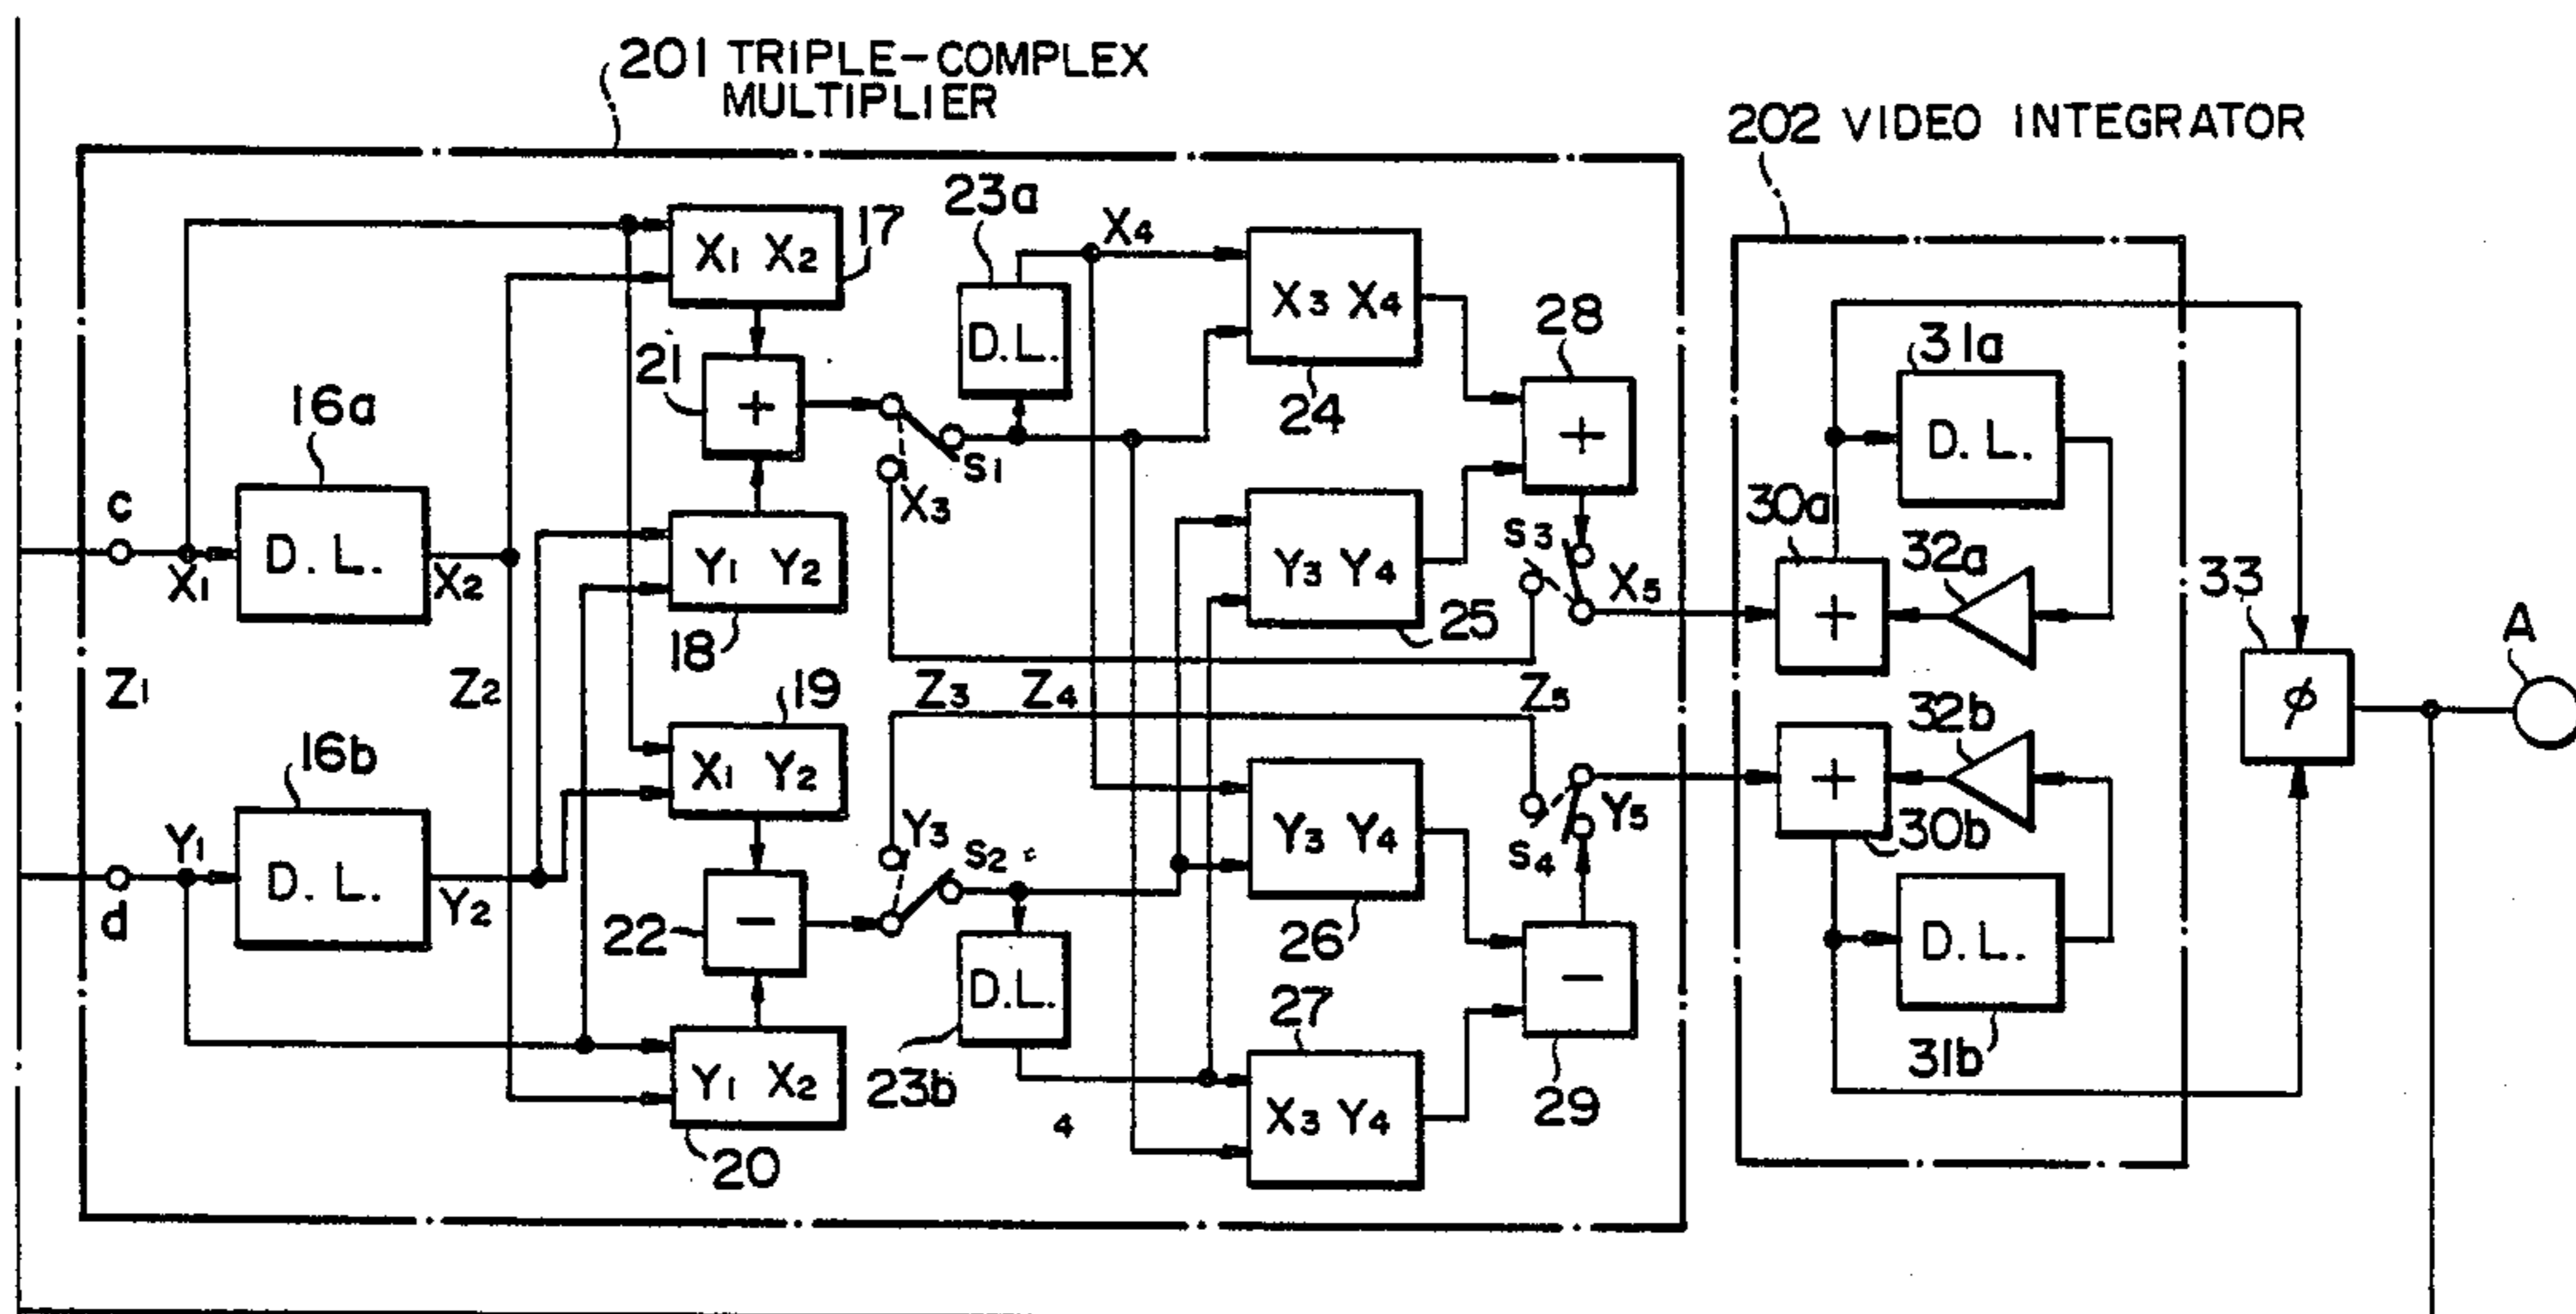 201 TRIPLE-COMPLEX
MULTIPLIER
202 VIDEO INTEGRATOR
23a
X4
X1 X2
17
X3 X4
28
31a
D.L.
21
+
24
+
D. L.
16a
S1
X3
30a
c
D. L.
X1
X2
Y1 Y2
18
Y3 Y4
25
S3
X5
+
32a
33
A
Z1
Z2
Z3
Z4
Z5
φ
19
16b
X1 Y2
32b
Y1
D. L.
d
Y2
22
−
Y3
S2
Y3 Y4
26
S4
Y5
+
30b
D.L.
23b
4
27
−
29
D. L.
31b
Y1 X2
20
X3 Y4